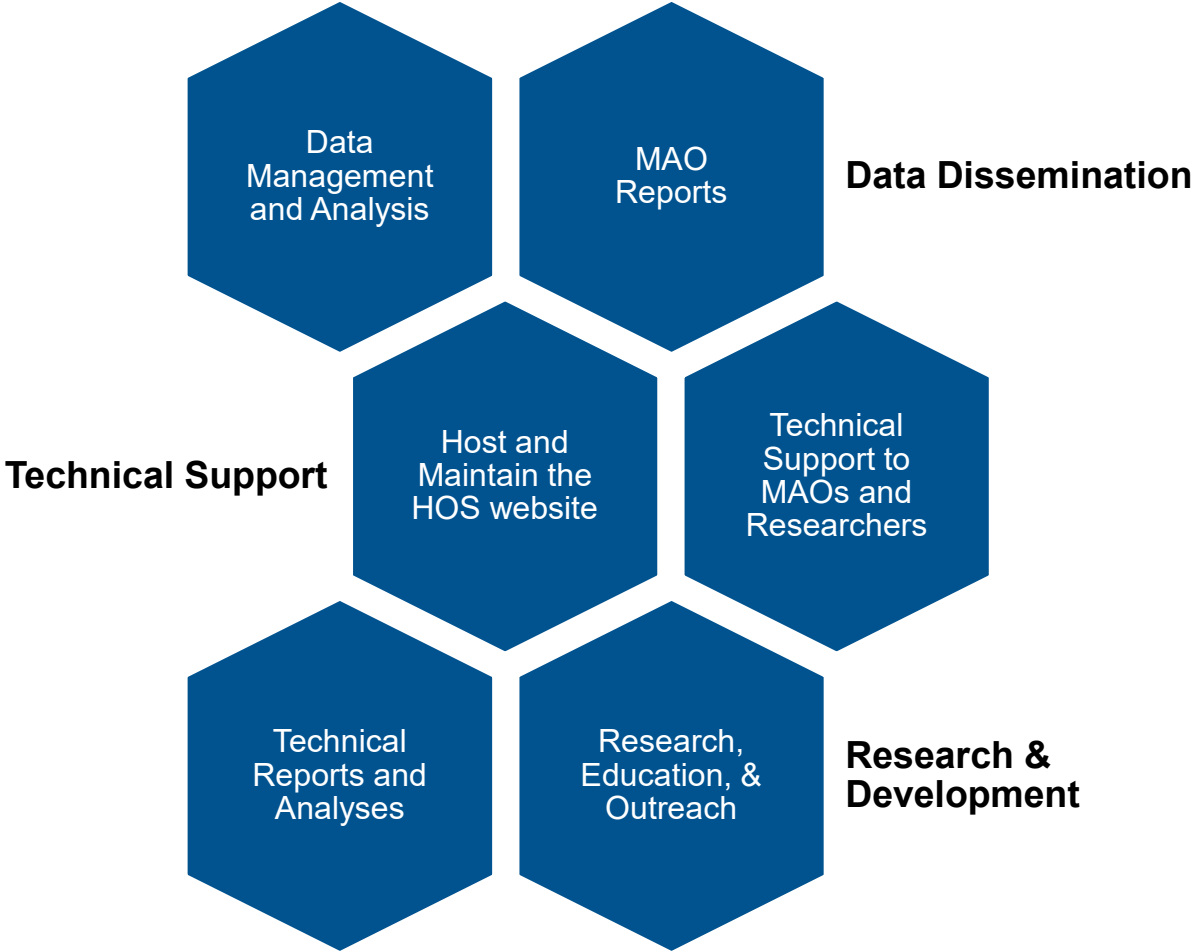 Data
Management
and Analysis
MAO
Reports
Data Dissemination
Technical Support
Host and
Maintain the
HOS website
Technical
Support to
MAOs and
Researchers
Technical
Reports and
Analyses
Research,
Education, &
Outreach
Research &
Development